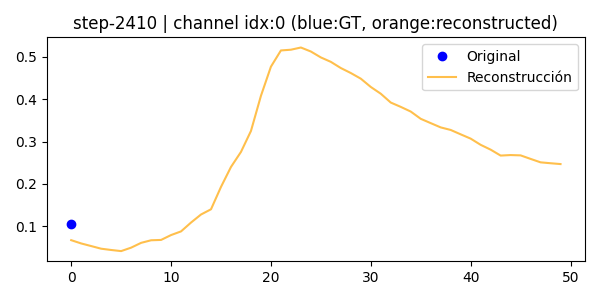 step-2410 | channel idx:0 (blue:GT, orange:reconstructed)
Original
Reconstrucción
0.5
0.4
0.3
0.2
0.1
0 10 20 30 40 50